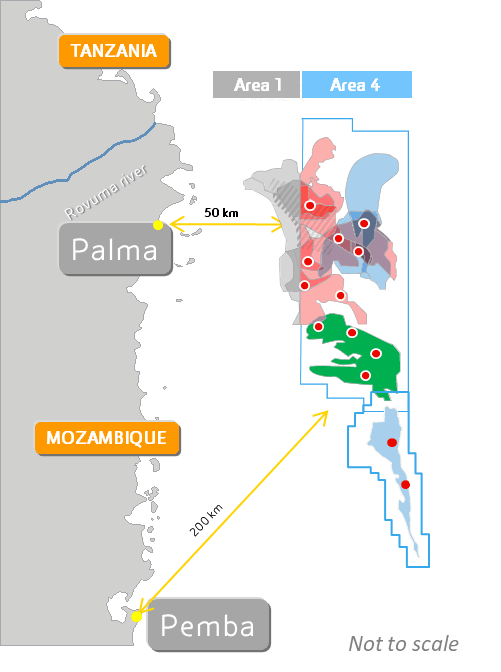 TANZANIA
Area 1
Area 4
Rovuma river
50 km
Palma
MOZAMBIQUE
200 km
Pemba
Not to scale